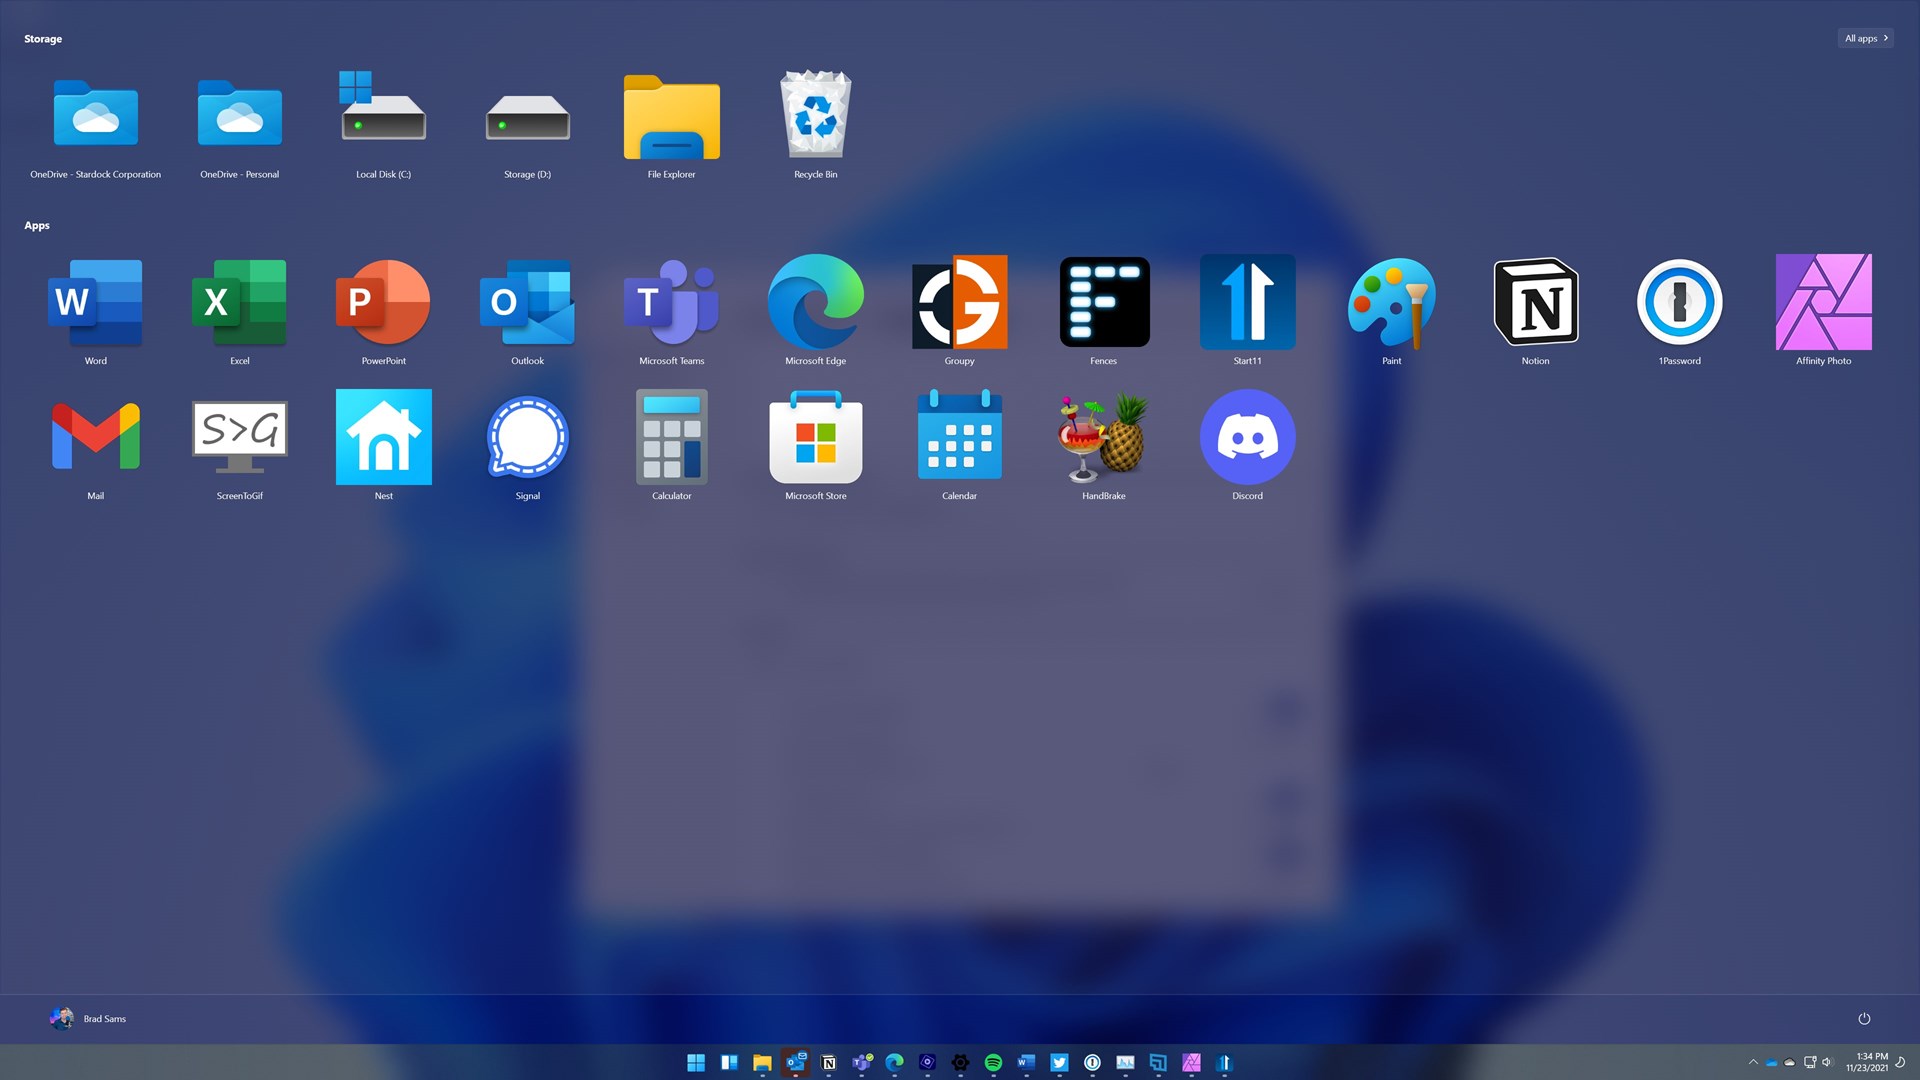 Storage
All apps
OneDrive - Stardock Corporation
OneDrive - Personal
Local Disk (C:)
Storage (D:)
File Explorer
Recycle Bin
Apps
W
X
P
O
T
G
F
N
Word
Excel
PowerPoint
Outlook
Microsoft Teams
Microsoft Edge
Groupy
Fences
Start11
Paint
Notion
1Password
Affinity Photo
S>G
Mail
ScreenToGif
Nest
Signal
Calculator
Microsoft Store
Calendar
HandBrake
Discord
Brad Sams
1:34 PM
11/23/2021